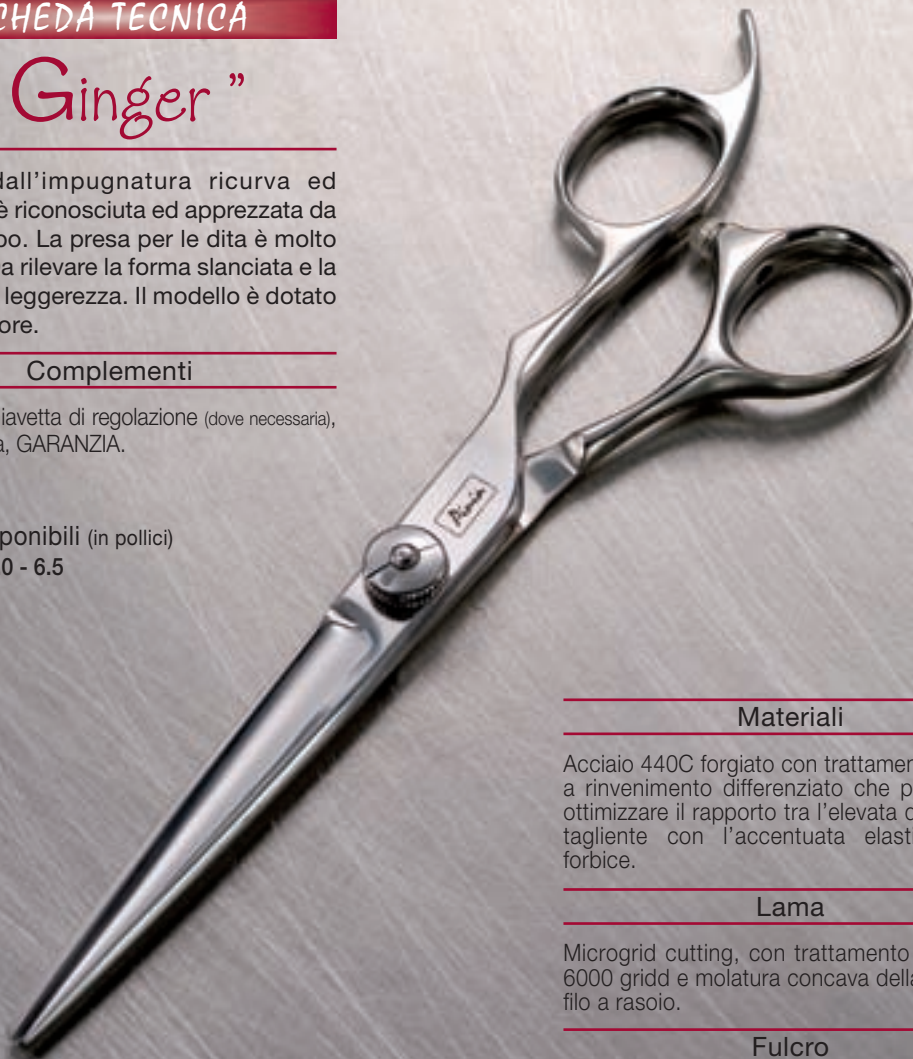 CHEDA TECNICA
Ginger ”
dall’impugnatura ricurva ed
è riconosciuta ed apprezzata da
po. La presa per le dita è molto
a rilevare la forma slanciata e la
leggerezza. Il modello è dotato
ore.
Complementi
iavetta di regolazione (dove necessaria),
a, GARANZIA.
ponibili (in pollici)
0 - 6.5
Materiali
Acciaio 440C forgiato con trattamen
a rinvenimento differenziato che p
ottimizzare il rapporto tra l’elevata d
tagliente con l’accentuata elast
forbice.
Lama
Microgrid cutting, con trattamento
6000 gridd e molatura concava della
filo a rasoio.
Fulcro